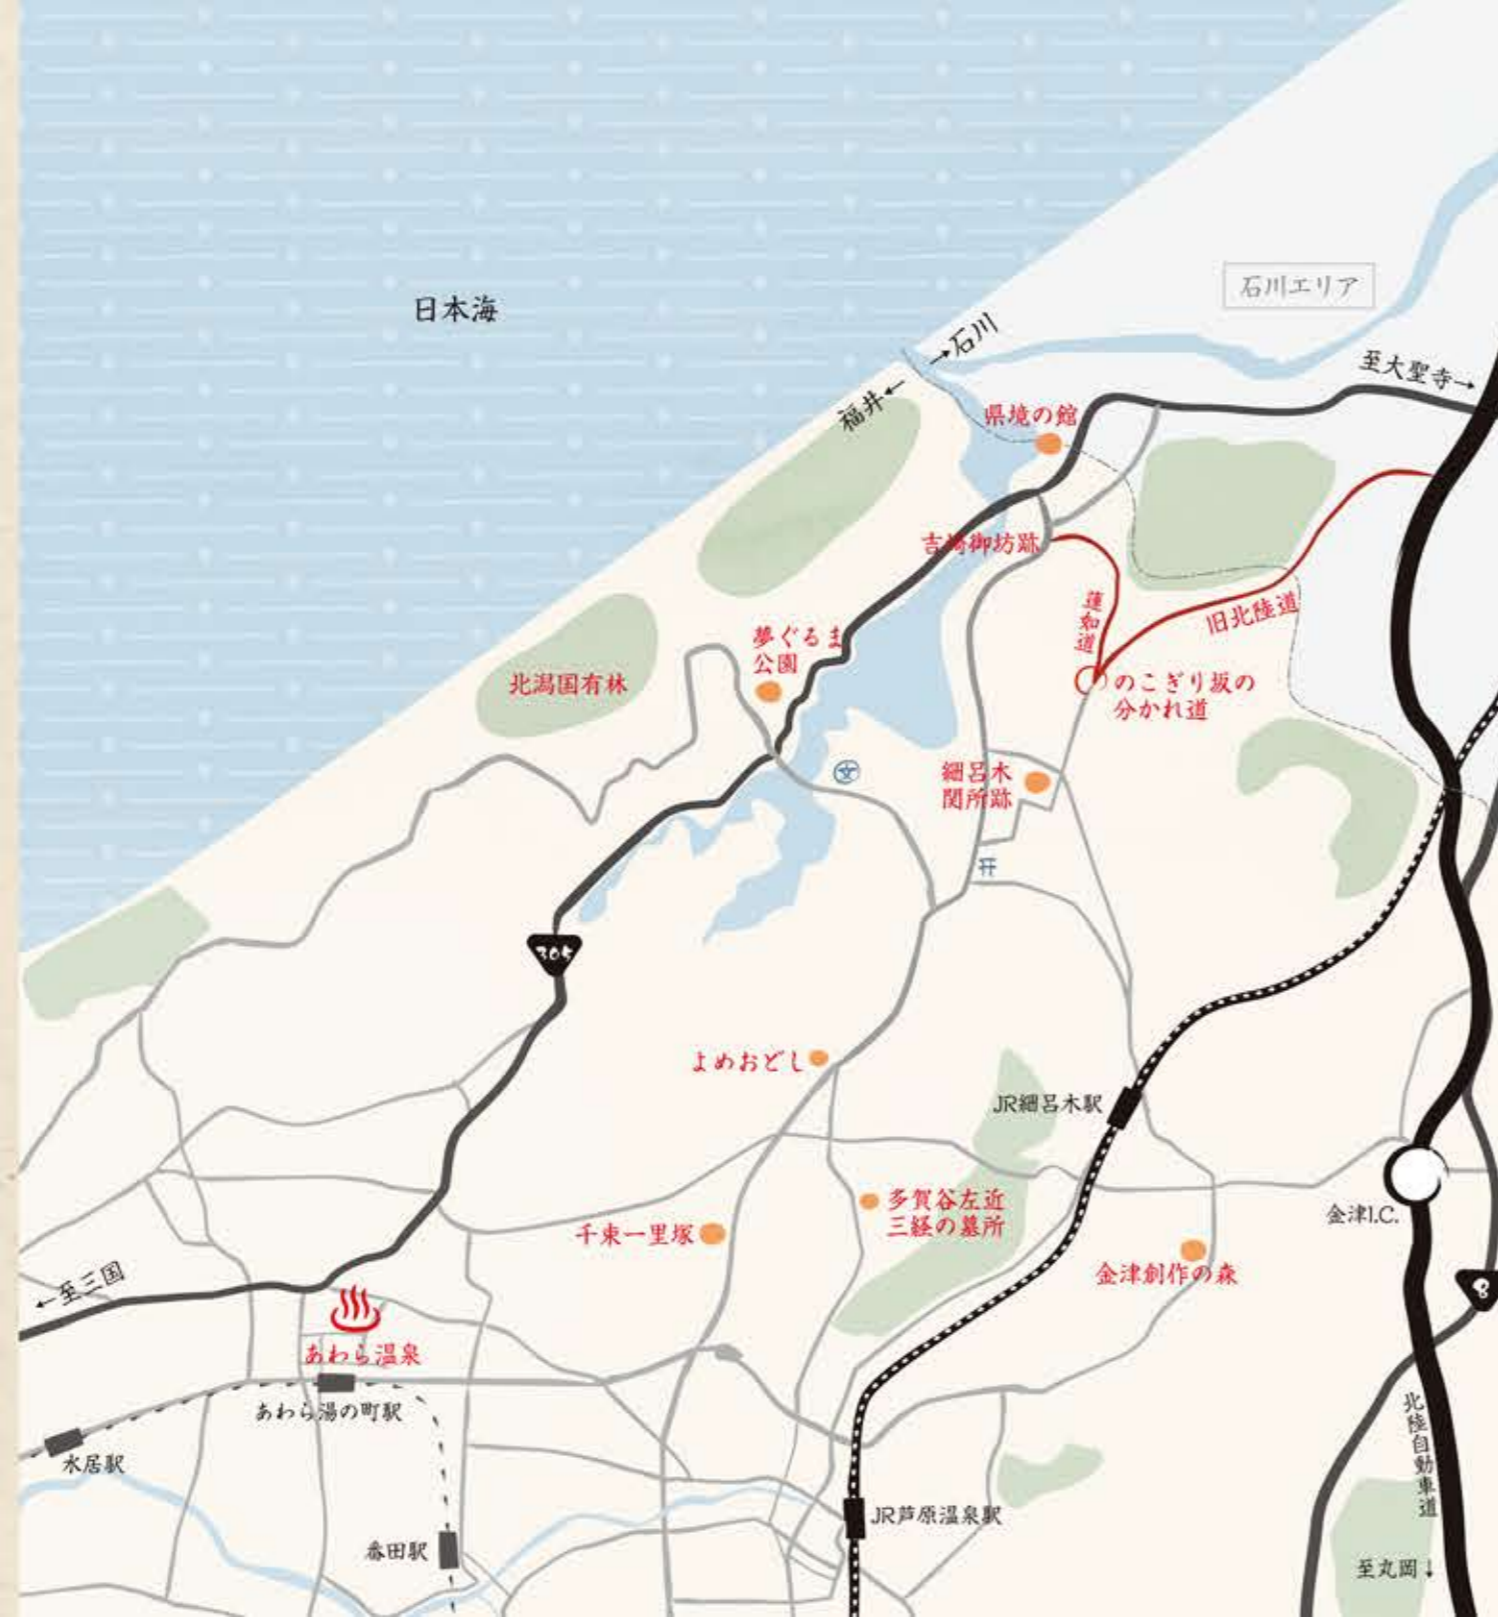 日本海
石川エリア
→石川
福井←
至大聖寺→
県境の館
吉崎御坊跡
蓮如道
旧北陸道
夢ぐるま
公園
北潟国有林
のこぎり坂の
分かれ道
細呂木
関所跡
305
よめおどし
JR細呂木駅
多賀谷左近
三経の墓所
千束一里塚
金津I.C.
金津創作の森
←至三国
8
あわら温泉
あわら湯の町駅
水居駅
北陸自動車道
JR芦原温泉駅
番田駅
至丸岡↓